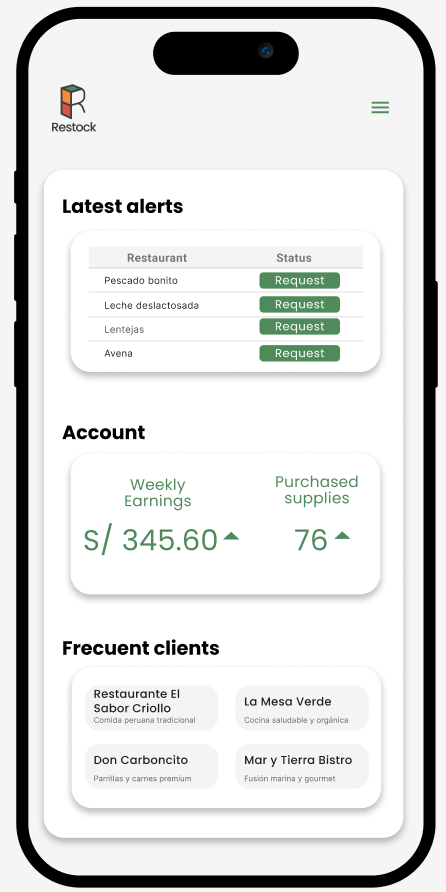 Restock
Latest alerts
Restaurant Status
Pescado bonito Request
Leche deslactosada Request
Lentejas Request
Avena Request
Account
Weekly
Earnings
Purchased
supplies
S/ 345.60
76
Frecuent clients
Restaurante El
Sabor Criollo
Comida peruana tradicional
La Mesa Verde
Cocina saludable y orgánica
Don Carboncito
Parrillas y carnes premium
Mar y Tierra Bistro
Fusión marina y gourmet